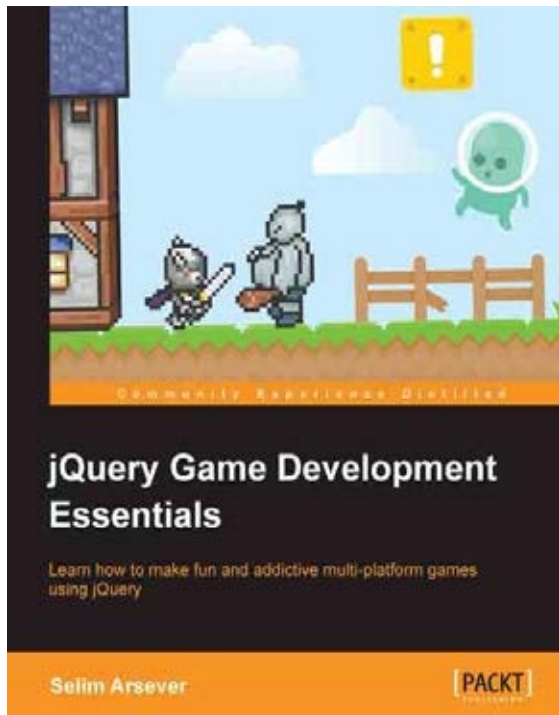 !
Community Experience Distilled
jQuery Game Development
Essentials
Learn how to make fun and addictive multi-platform games
using jQuery
Selim Arsever
[PACKT]
PUBLISHING